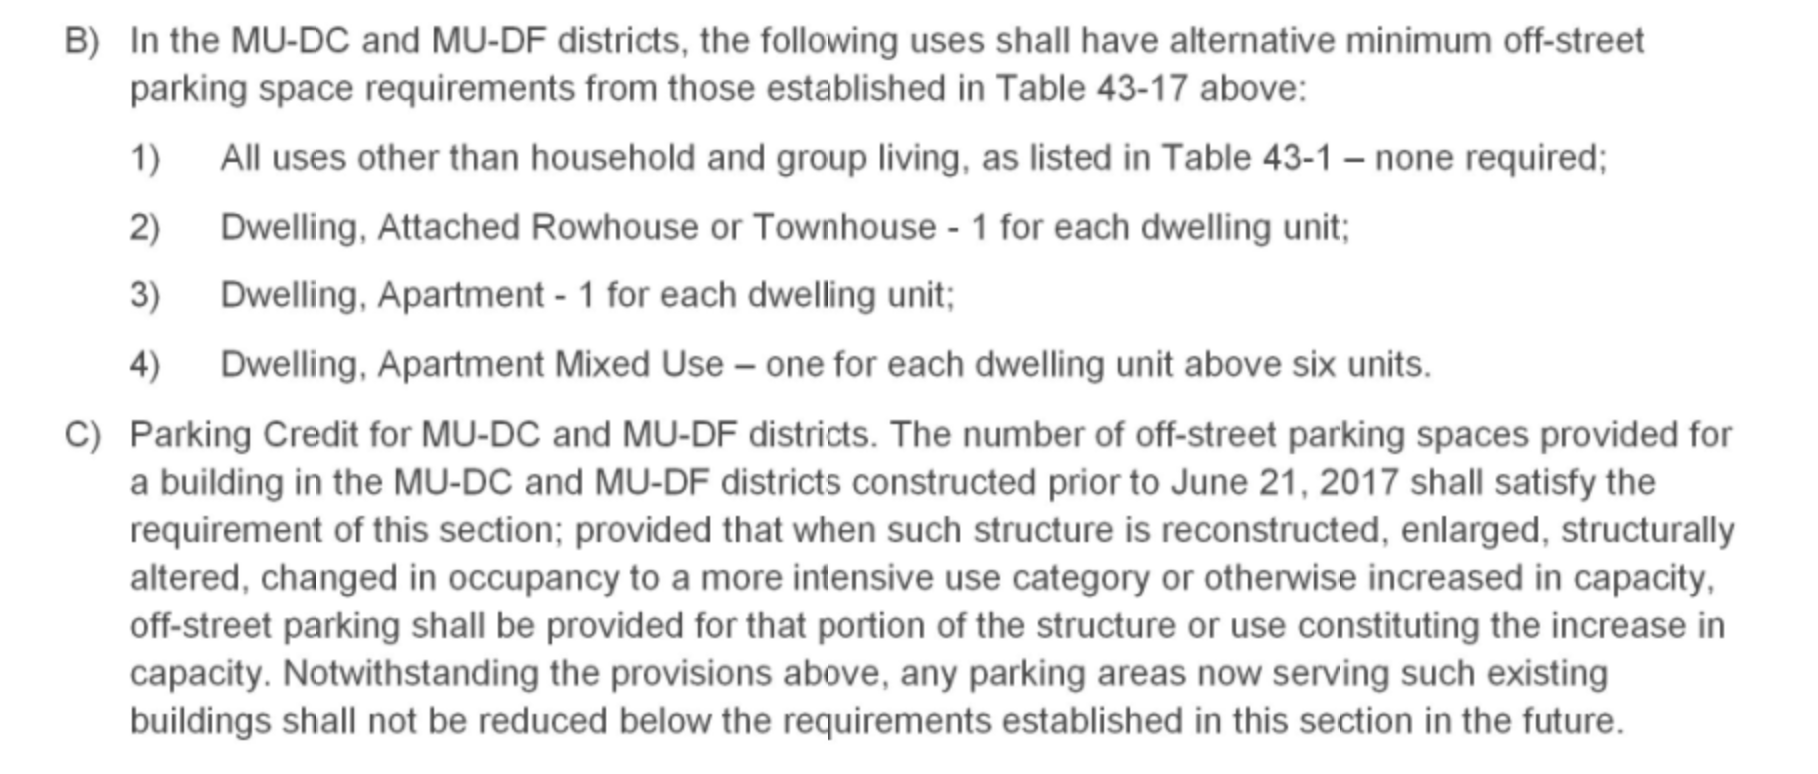 B) In the MU-DC and MU-DF districts, the following uses shall have alternative minimum off-street
parking space requirements from those established in Table 43-17 above:
1) All uses other than household and group living, as listed in Table 43-1 – none required;
2) Dwelling, Attached Rowhouse or Townhouse - 1 for each dwelling unit;
3) Dwelling, Apartment - 1 for each dwelling unit;
4) Dwelling, Apartment Mixed Use – one for each dwelling unit above six units.
C) Parking Credit for MU-DC and MU-DF districts. The number of off-street parking spaces provided for
a building in the MU-DC and MU-DF districts constructed prior to June 21, 2017 shall satisfy the
requirement of this section; provided that when such structure is reconstructed, enlarged, structurally
altered, changed in occupancy to a more intensive use category or otherwise increased in capacity,
off-street parking shall be provided for that portion of the structure or use constituting the increase in
capacity. Notwithstanding the provisions above, any parking areas now serving such existing
buildings shall not be reduced below the requirements established in this section in the future.